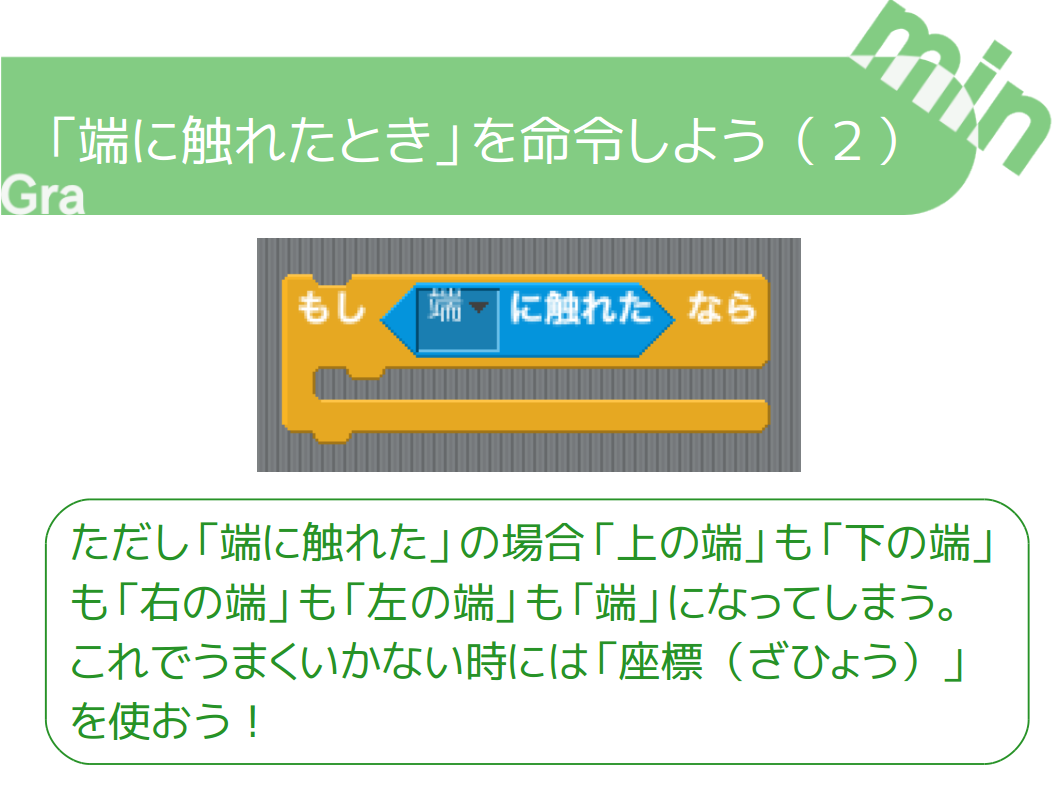 min
「端に触れたとき」を命令しよう（２）
Gra
もし 端 に触れた なら
ただし「端に触れた」の場合「上の端」も「下の端」
も「右の端」も「左の端」も「端」になってしまう。
これでうまくいかない時には「座標（ざひょう）」
を使おう！